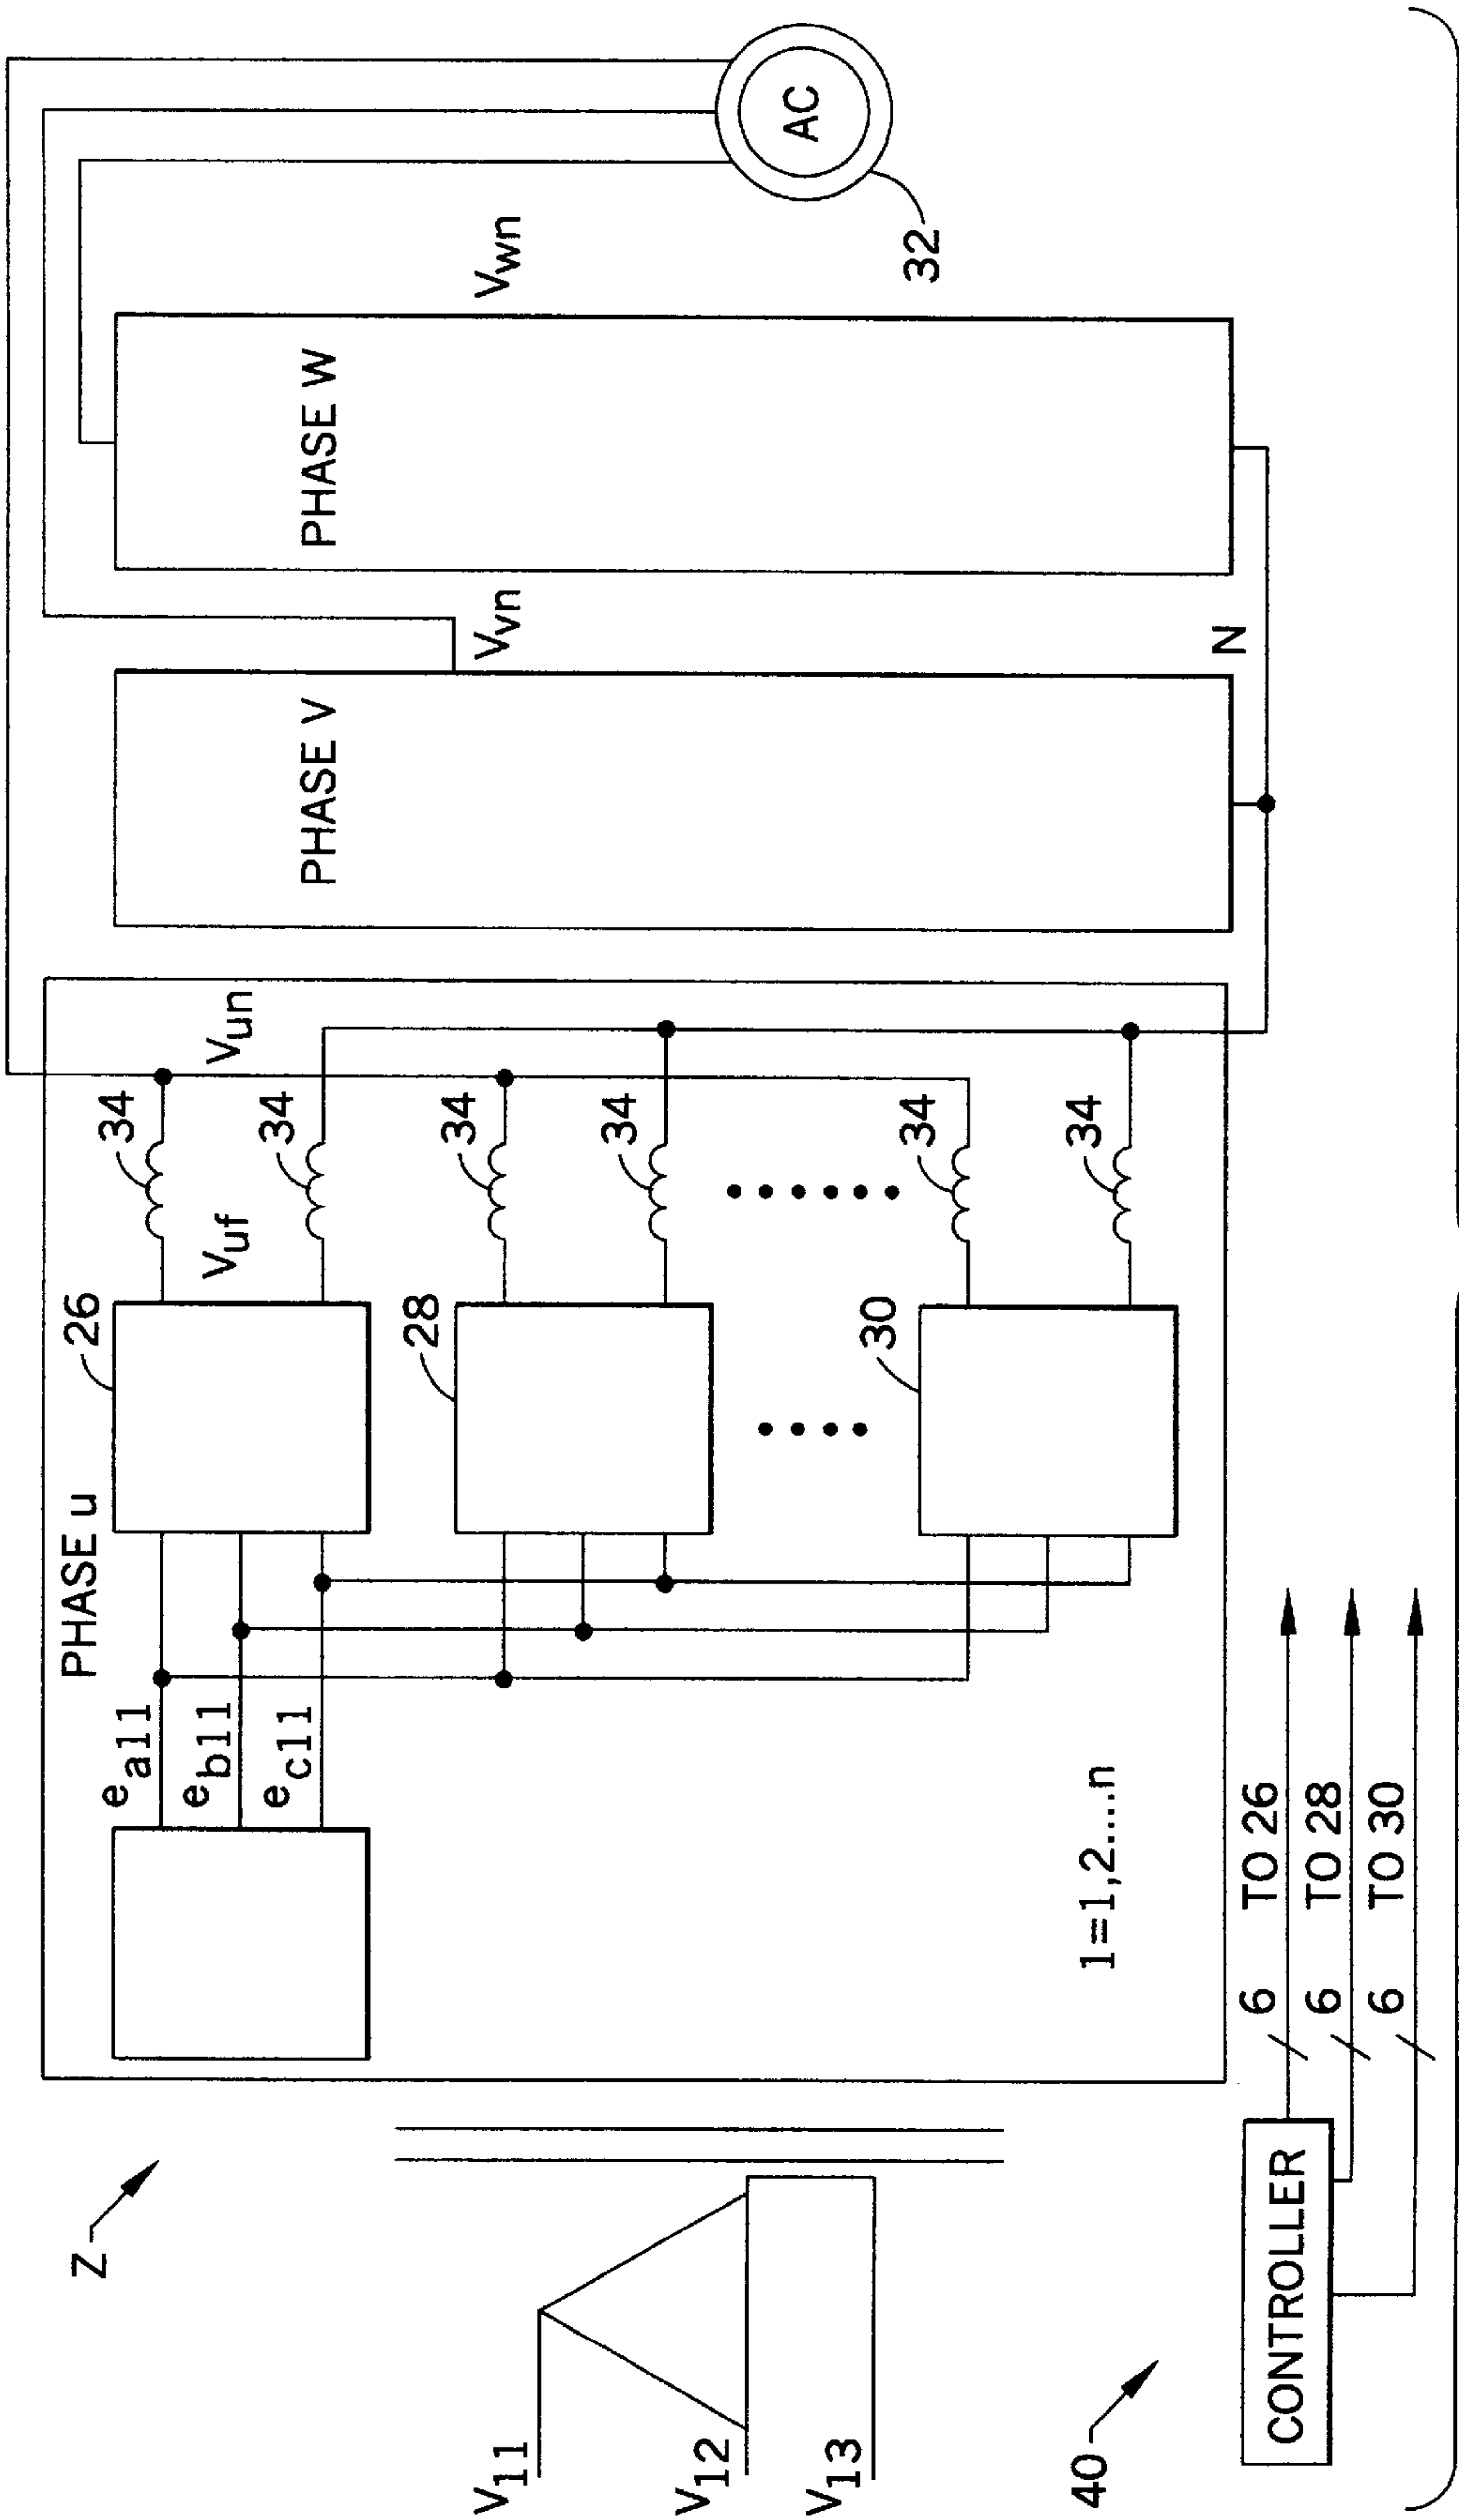 Z
PHASE u
26
34
34
Vuf
Vun
ea11
eb11
ec11
28
34
34
30
34
34
1=1,2....n
PHASE V
Vvn
PHASE W
Vwn
N
AC
32
V11
V12
V13
40
CONTROLLER
6 TO 26
6 TO 28
6 TO 30